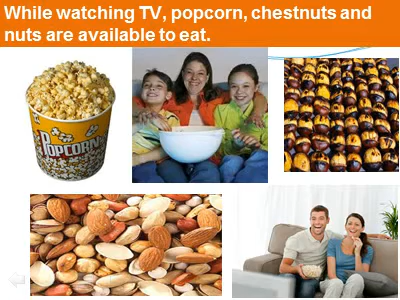 While watching TV, popcorn, chestnuts and
nuts are available to eat.
POPCORN